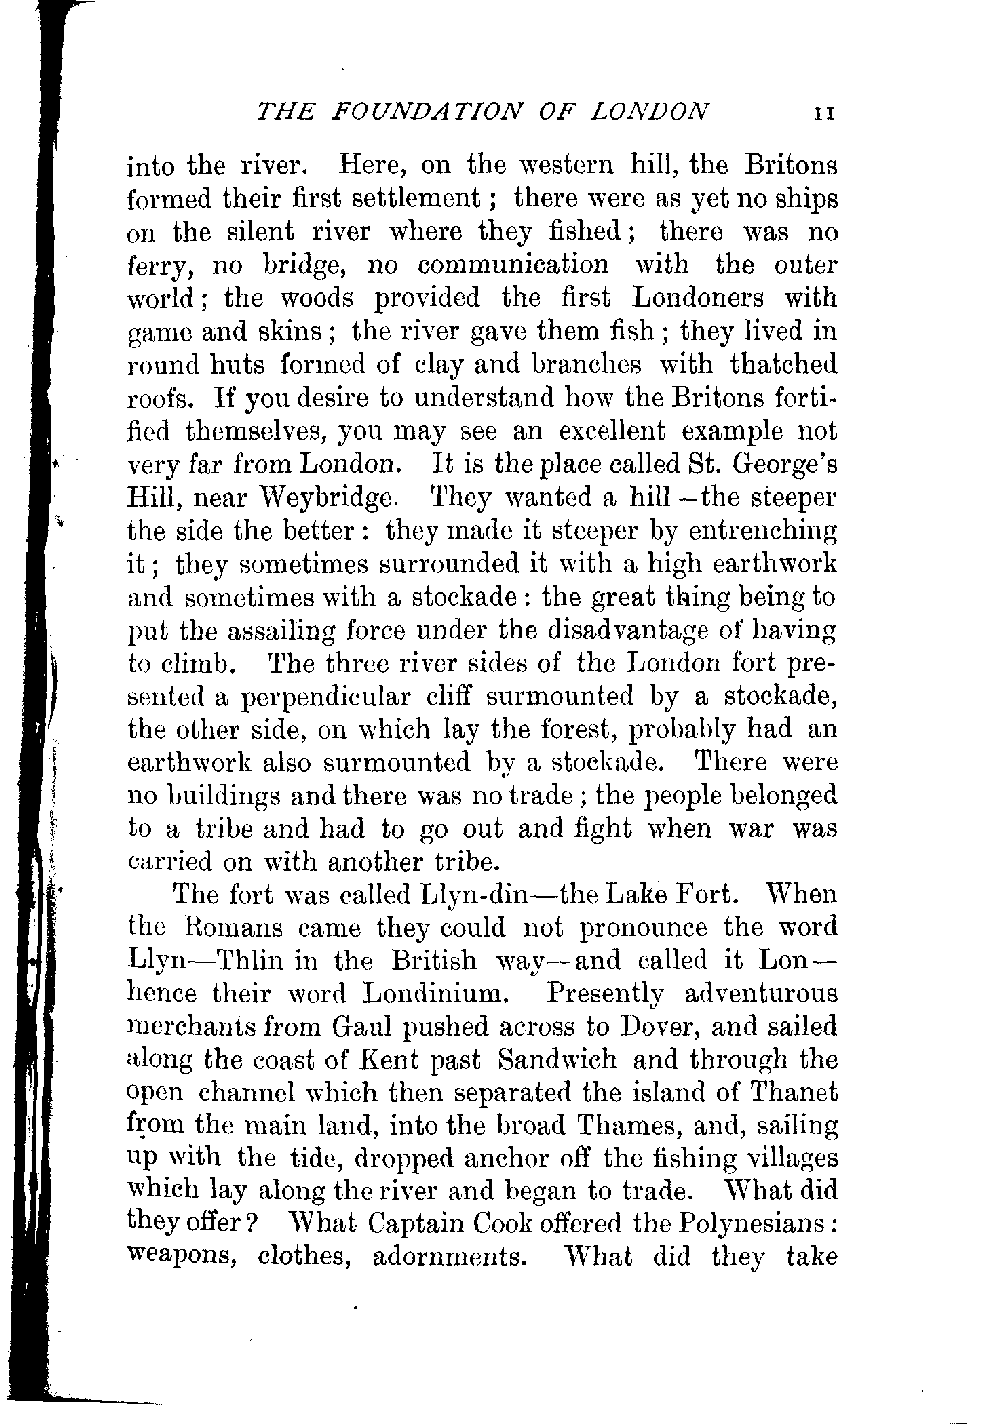 THE FOUNDATION OF LONDON 11
into the river. Here, on the western hill, the Britons
formed their first settlement ; there were as yet no ships
on the silent river where they fished ; there was no
ferry, no bridge, no communication with the outer
world ; the woods provided the first Londoners with
game and skins ; the river gave them fish ; they lived in
round huts formed of clay and branches with thatched
roofs. If you desire to understand how the Britons forti-
fied themselves, you may see an excellent example not
very far from London. It is the place called St. George's
Hill, near Weybridge. They wanted a hill—the steeper
the side the better : they made it steeper by entrenching
it ; they sometimes surrounded it with a high earthwork
and sometimes with a stockade : the great thing being to
put the assailing force under the disadvantage of having
to climb. The three river sides of the London fort pre-
sented a perpendicular cliff surmounted by a stockade,
the other side, on which lay the forest, probably had an
earthwork also surmounted by a stockade. There were
no buildings and there was no trade ; the people belonged
to a tribe and had to go out and fight when war was
carried on with another tribe.
The fort was called Llyn-din—the Lake Fort. When
the Romans came they could not pronounce the word
Llyn—Thlin in the British way—and called it Lon—
hence their word Londinium. Presently adventurous
merchants from Gaul pushed across to Dover, and sailed
along the coast of Kent past Sandwich and through the
open channel which then separated the island of Thanet
from the main land, into the broad Thames, and, sailing
up with the tide, dropped anchor off the fishing villages
which lay along the river and began to trade. What did
they offer ? What Captain Cook offered the Polynesians :
weapons, clothes, adornments. What did they take